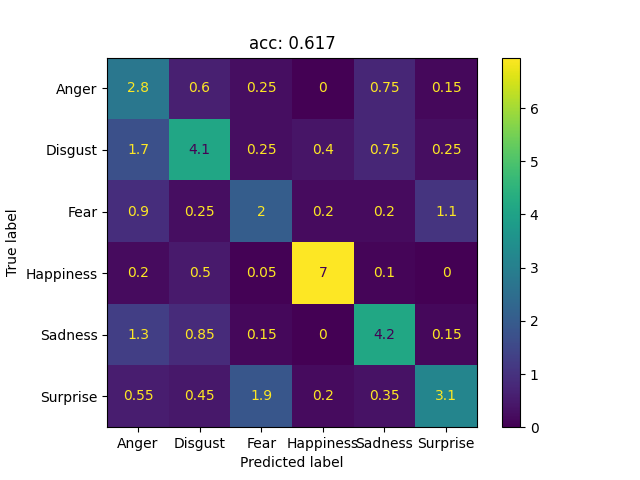 acc: 0.617
Anger 2.8 0.6 0.25 0 0.75 0.15
Disgust 1.7 4.1 0.25 0.4 0.75 0.25
Fear 0.9 0.25 2 0.2 0.2 1.1
Happiness 0.2 0.5 0.05 7 0.1 0
Sadness 1.3 0.85 0.15 0 4.2 0.15
Surprise 0.55 0.45 1.9 0.2 0.35 3.1
Anger Disgust Fear Happiness Sadness Surprise
Predicted label
True label
6
5
4
3
2
1
0